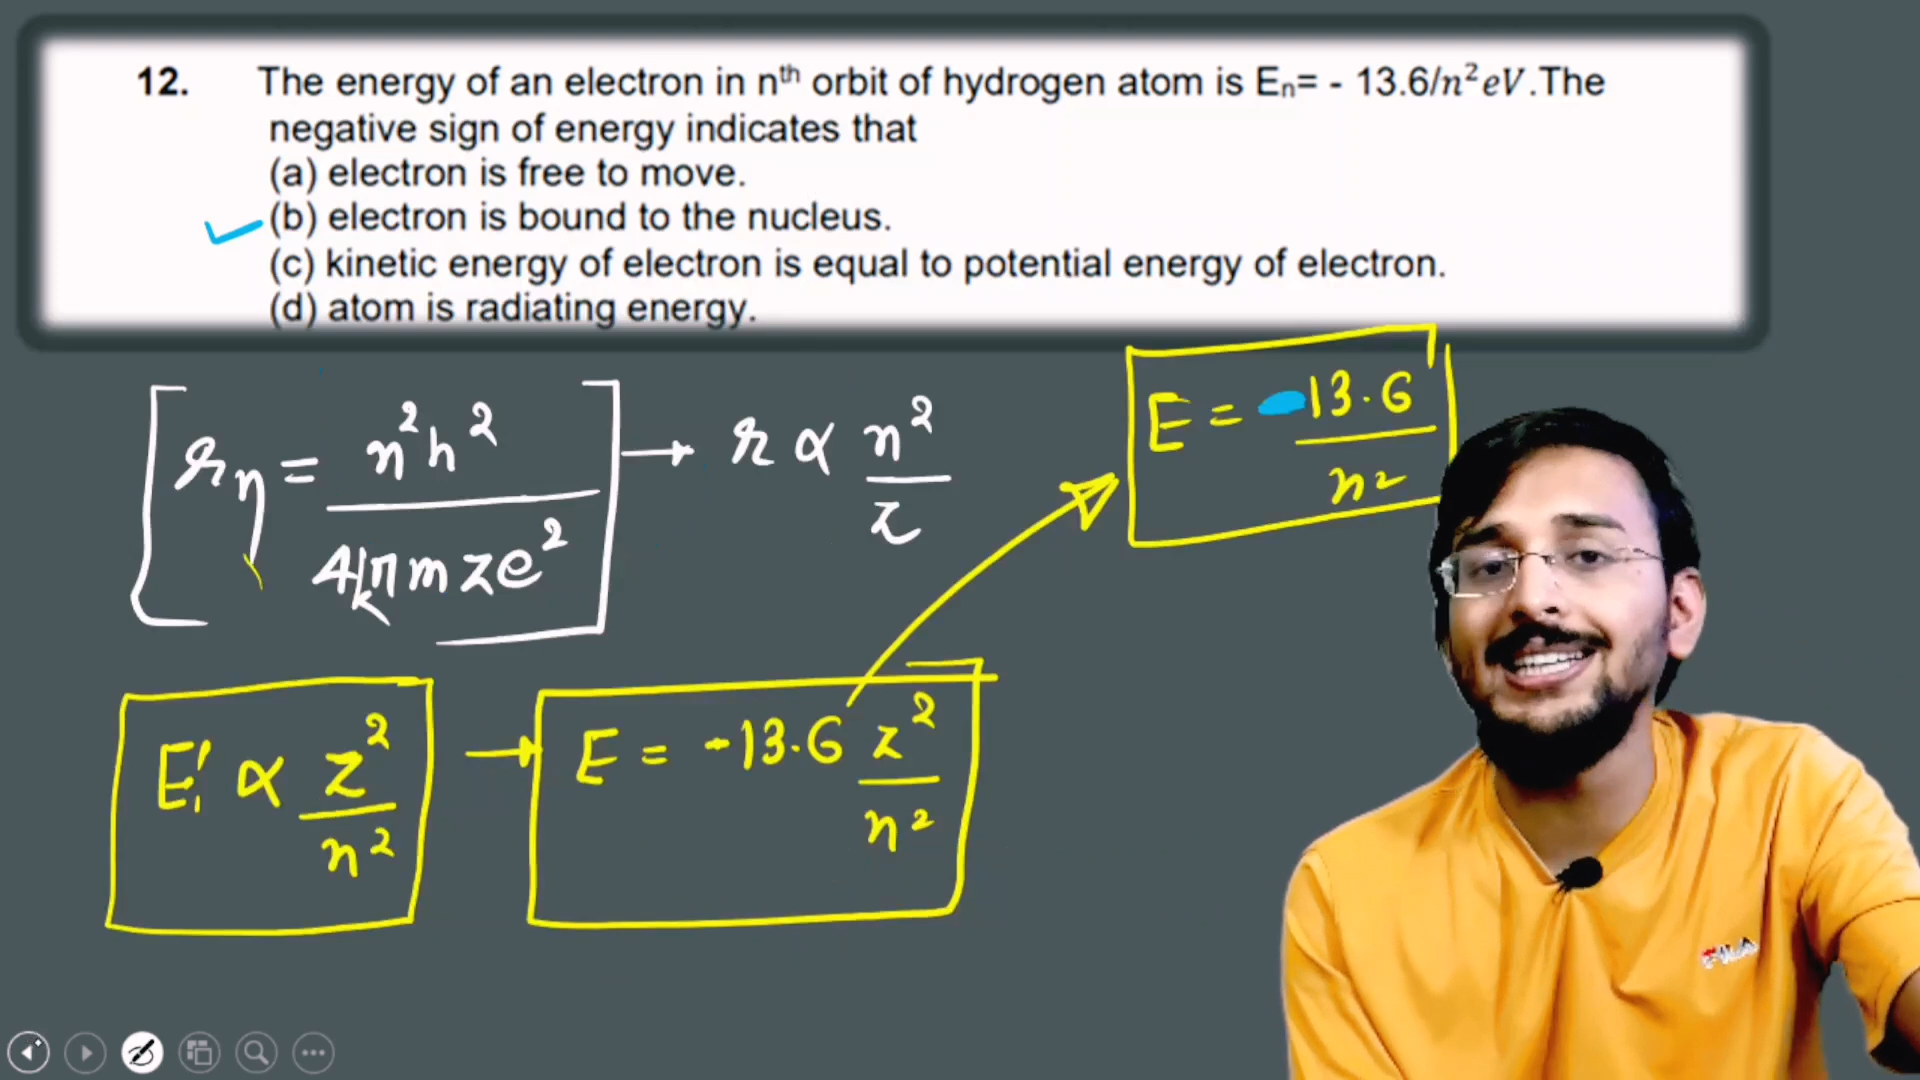 12. The energy of an electron in nᵗʰ orbit of hydrogen atom is Eₙ= - 13.6/n²eV.The
negative sign of energy indicates that
(a) electron is free to move.
(b) electron is bound to the nucleus.
(c) kinetic energy of electron is equal to potential energy of electron.
(d) atom is radiating energy.
E = -13.6/n²
rₙ = n²h²/4kπmze² → r ∝ n²/z
E ∝ z²/n² → E = -13.6 z²/n²
FILA